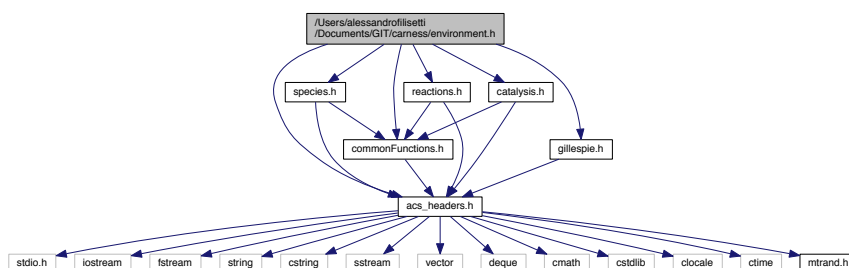 /Users/alessandrofilisetti
/Documents/GIT/carness/environment.h
species.h
reactions.h
catalysis.h
commonFunctions.h
gillespie.h
acs_headers.h
stdio.h
iostream
fstream
string
cstring
sstream
vector
deque
cmath
cstdlib
clocale
ctime
mtrand.h